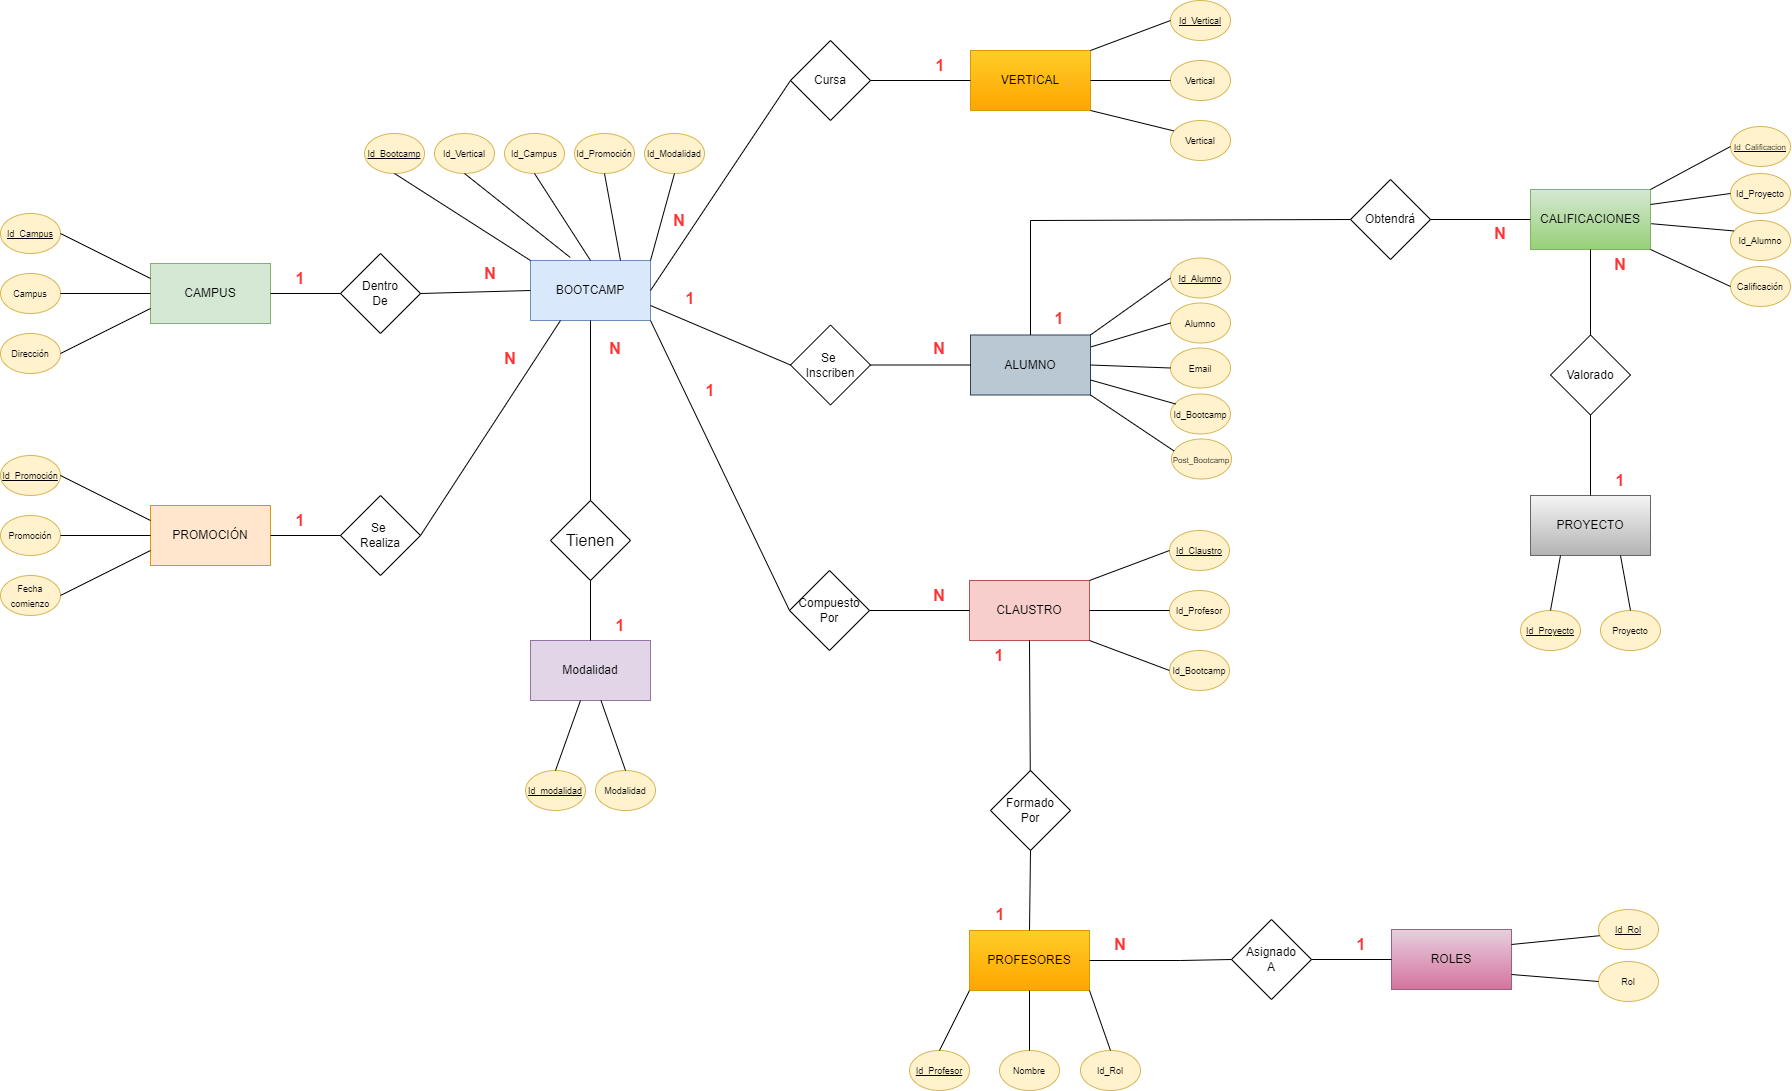 Id_Vertical
Cursa
1
VERTICAL
Vertical
Vertical
Id_Bootcamp
Id_Vertical
Id_Campus
Id_Promoción
Id_Modalidad
Id_Calificacion
Id_Proyecto
Id_Alumno
Calificación
N
Obtendrá
N
CALIFICACIONES
N
Id_Campus
Campus
Dirección
CAMPUS
1
Dentro
De
N
BOOTCAMP
1
N
N
Se
Inscriben
N
1
ALUMNO
Id_Alumno
Alumno
Email
Id_Bootcamp
Post_Bootcamp
Valorado
1
PROYECTO
Id_Proyecto
Proyecto
1
Id_Promoción
Promoción
Fecha
comienzo
PROMOCIÓN
1
Se
Realiza
Tienen
1
Modalidad
Id_modalidad
Modalidad
Compuesto
Por
N
CLAUSTRO
1
Id_Claustro
Id_Profesor
Id_Bootcamp
Formado
Por
1
PROFESORES
N
Asignado
A
1
ROLES
Id_Rol
Rol
Id_Profesor
Nombre
Id_Rol